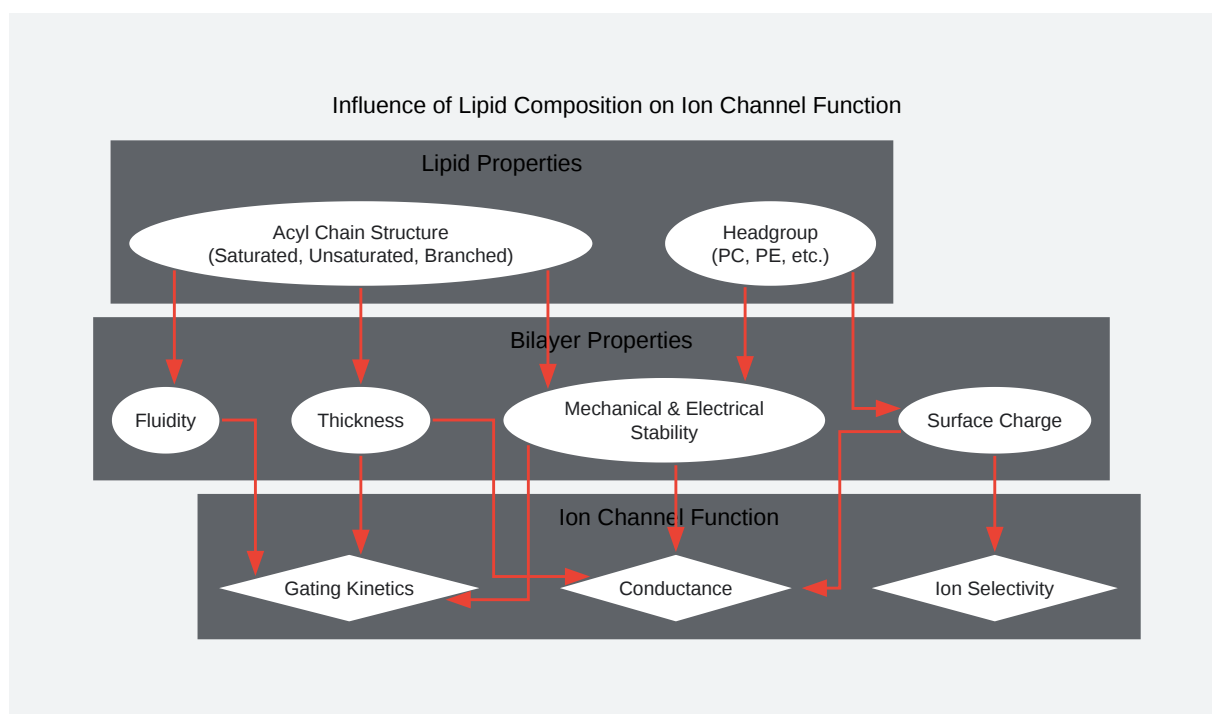 Influence of Lipid Composition on Ion Channel Function
Lipid Properties
Acyl Chain Structure
(Saturated, Unsaturated, Branched)
Headgroup
(PC, PE, etc.)
Bilayer Properties
Fluidity
Thickness
Mechanical & Electrical
Stability
Surface Charge
Ion Channel Function
Gating Kinetics
Conductance
Ion Selectivity